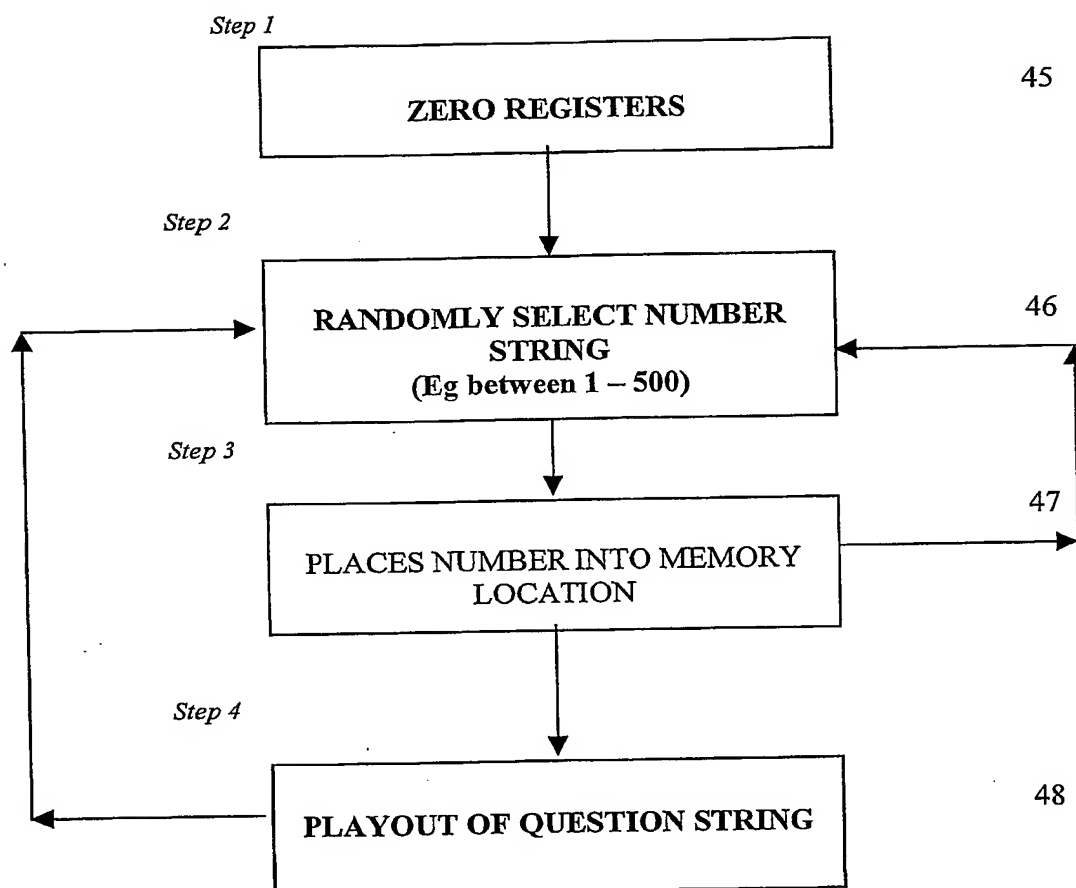 Step 1
45
ZERO REGISTERS
Step 2
46
RANDOMLY SELECT NUMBER
STRING
(Eg between 1 – 500)
Step 3
47
PLACES NUMBER INTO MEMORY
LOCATION
Step 4
48
PLAYOUT OF QUESTION STRING